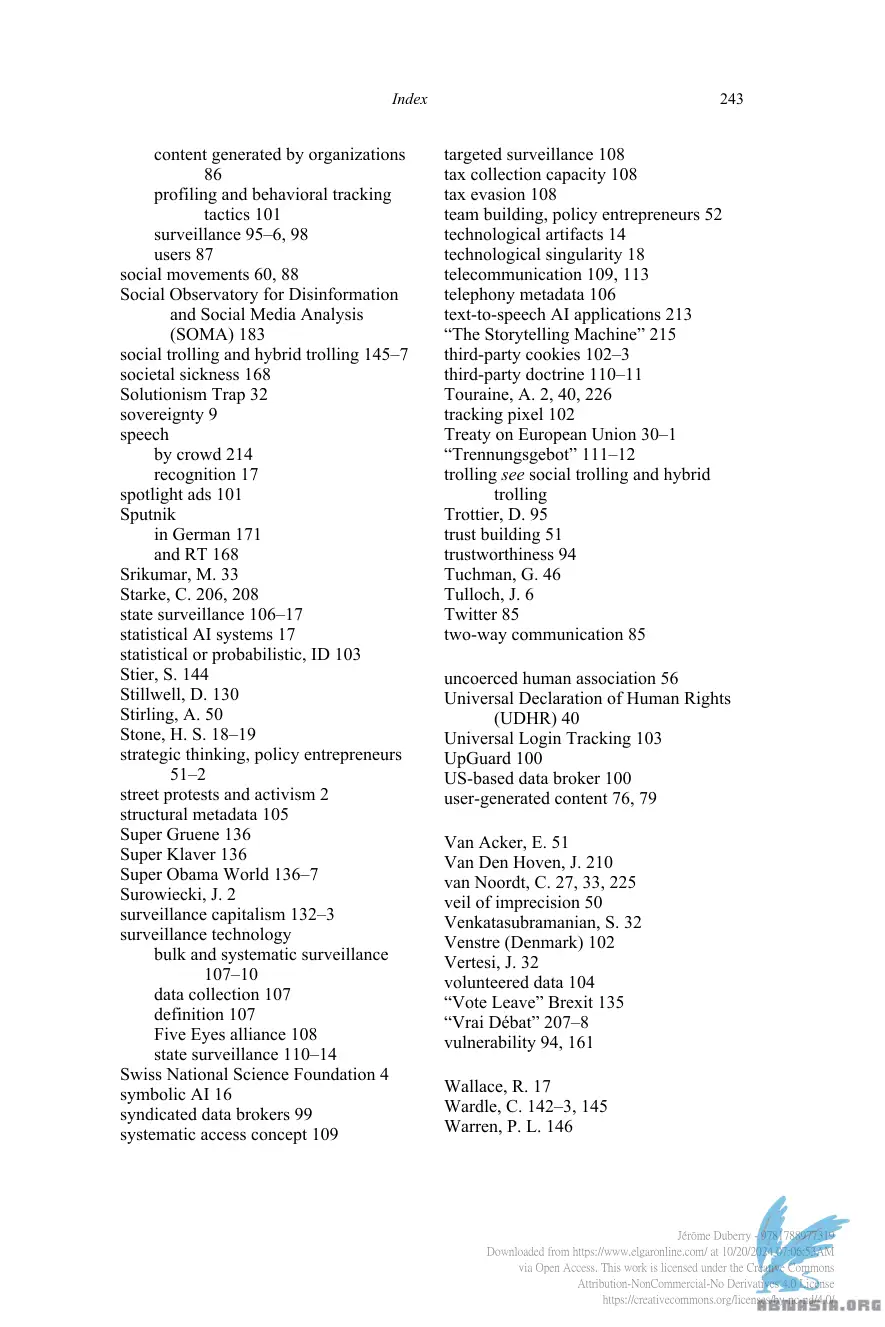 Index 243
content generated by organizations
86
profiling and behavioral tracking
tactics 101
surveillance 95–6, 98
users 87
social movements 60, 88
Social Observatory for Disinformation
and Social Media Analysis
(SOMA) 183
social trolling and hybrid trolling 145–7
societal sickness 168
Solutionism Trap 32
sovereignty 9
speech
by crowd 214
recognition 17
spotlight ads 101
Sputnik
in German 171
and RT 168
Srikumar, M. 33
Starke, C. 206, 208
state surveillance 106–17
statistical AI systems 17
statistical or probabilistic, ID 103
Stier, S. 144
Stillwell, D. 130
Stirling, A. 50
Stone, H. S. 18–19
strategic thinking, policy entrepreneurs
51–2
street protests and activism 2
structural metadata 105
Super Gruene 136
Super Klaver 136
Super Obama World 136–7
Surowiecki, J. 2
surveillance capitalism 132–3
surveillance technology
bulk and systematic surveillance
107–10
data collection 107
definition 107
Five Eyes alliance 108
state surveillance 110–14
Swiss National Science Foundation 4
symbolic AI 16
syndicated data brokers 99
systematic access concept 109
targeted surveillance 108
tax collection capacity 108
tax evasion 108
team building, policy entrepreneurs 52
technological artifacts 14
technological singularity 18
telecommunication 109, 113
telephony metadata 106
text-to-speech AI applications 213
“The Storytelling Machine” 215
third-party cookies 102–3
third-party doctrine 110–11
Touraine, A. 2, 40, 226
tracking pixel 102
Treaty on European Union 30–1
“Trennungsgebot” 111–12
trolling see social trolling and hybrid
trolling
Trottier, D. 95
trust building 51
trustworthiness 94
Tuchman, G. 46
Tulloch, J. 6
Twitter 85
two-way communication 85
uncoerced human association 56
Universal Declaration of Human Rights
(UDHR) 40
Universal Login Tracking 103
UpGuard 100
US-based data broker 100
user-generated content 76, 79
Van Acker, E. 51
Van Den Hoven, J. 210
van Noordt, C. 27, 33, 225
veil of imprecision 50
Venkatasubramanian, S. 32
Venstre (Denmark) 102
Vertesi, J. 32
volunteered data 104
“Vote Leave” Brexit 135
“Vrai Débat” 207–8
vulnerability 94, 161
Wallace, R. 17
Wardle, C. 142–3, 145
Warren, P. L. 146
Jérôme Duberry - 9781788977319
Downloaded from https://www.elgaronline.com/ at 10/20/2024 07:06:53AM
via Open Access. This work is licensed under the Creative Commons
Attribution-NonCommercial-No Derivatives 4.0 License
https://creativecommons.org/licenses/by-nc-nd/4.0/
ABMASIA.ORG